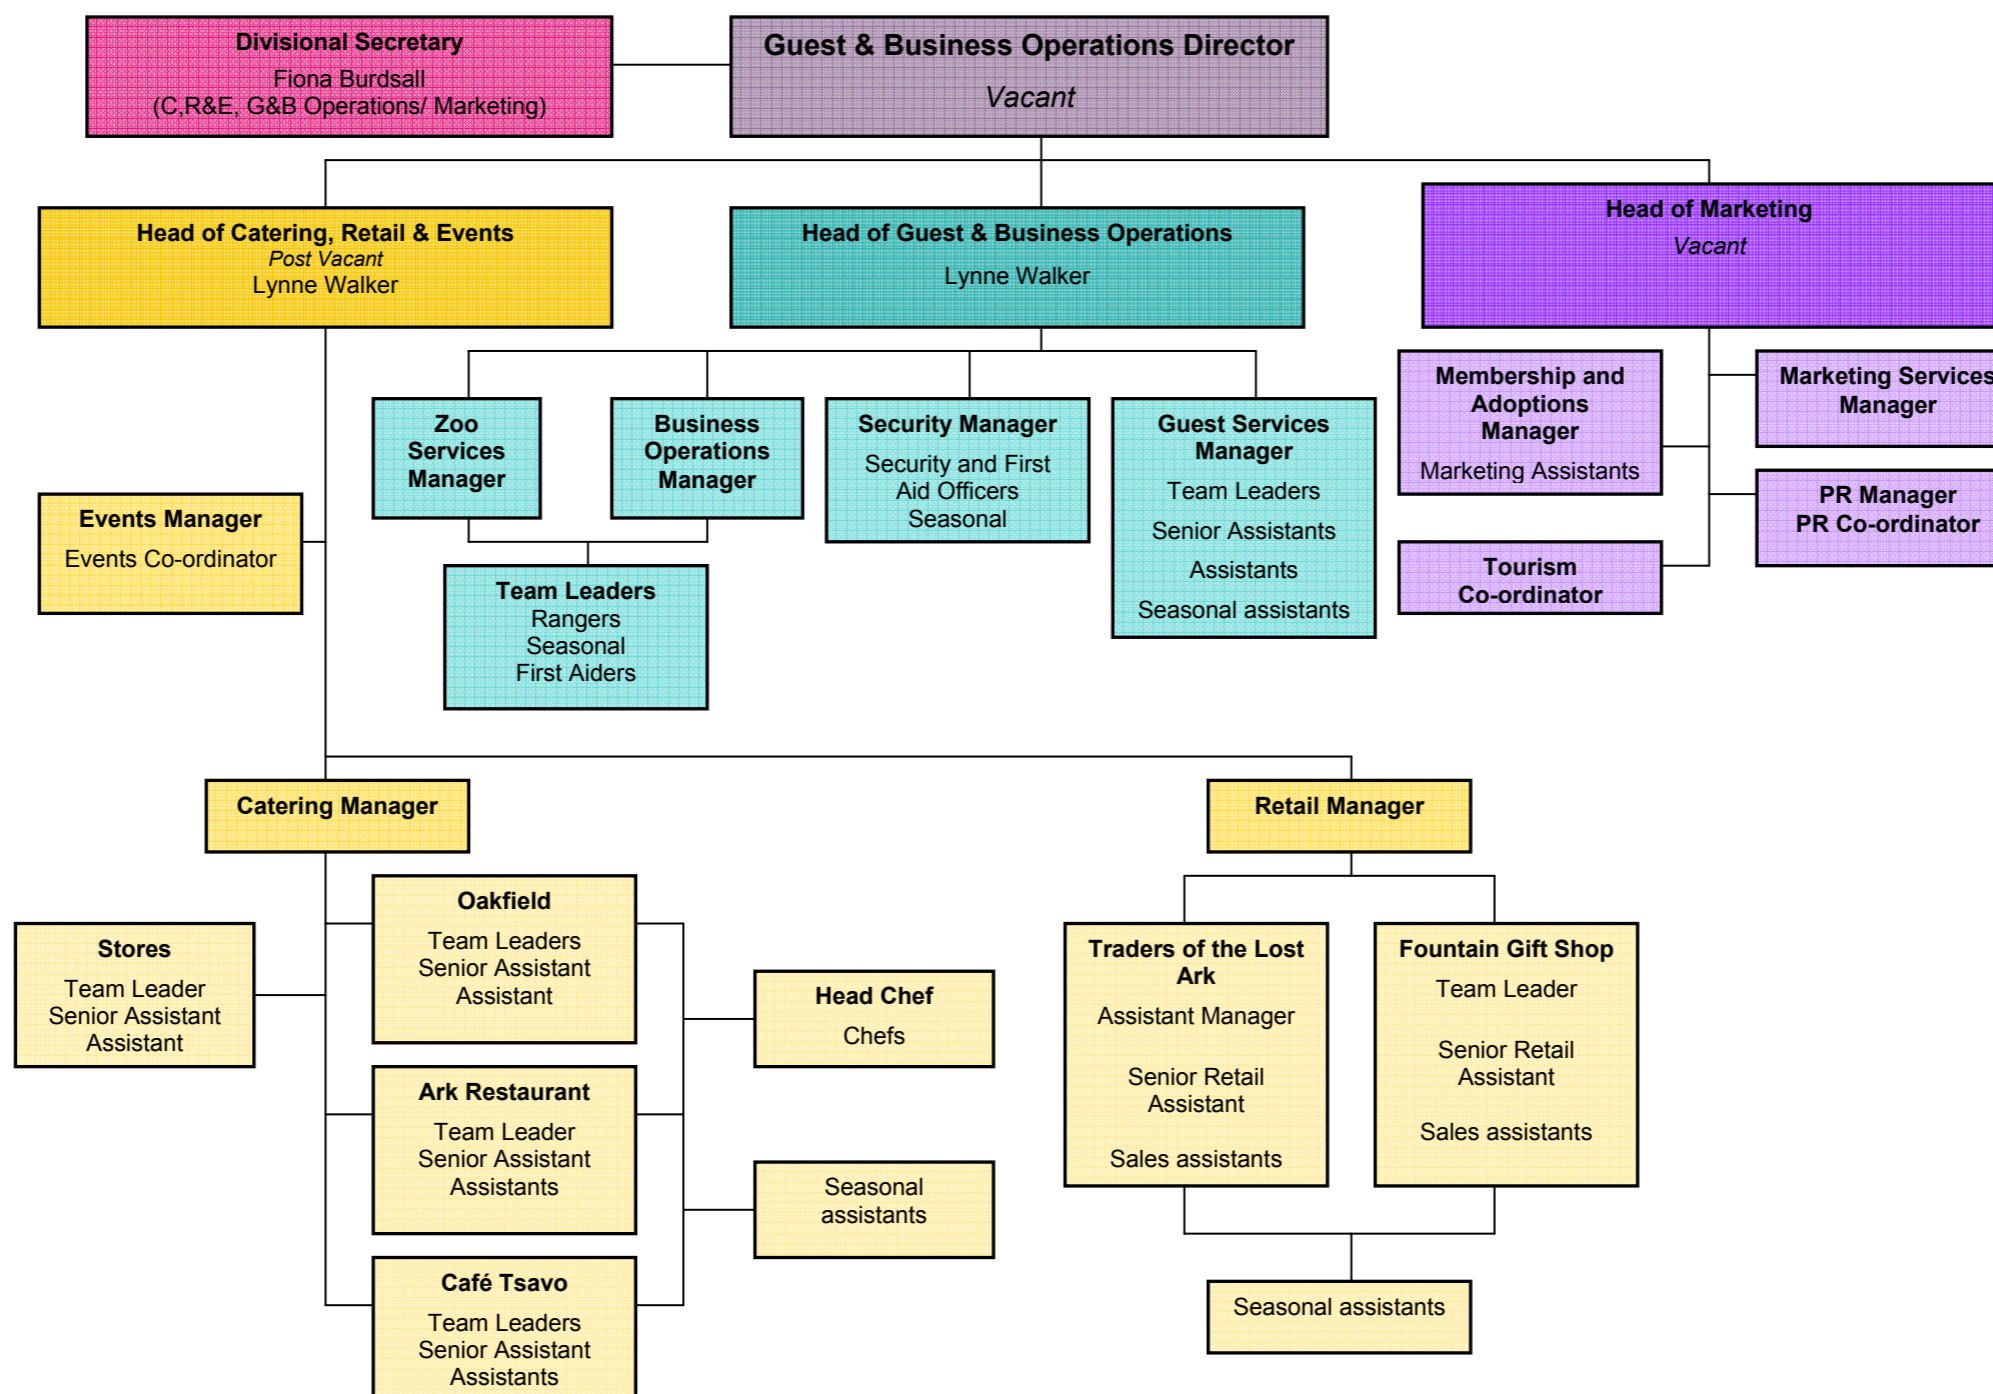 Divisional Secretary
Fiona Burdsall
(C,R&E, G&B Operations/ Marketing)
Guest & Business Operations Director
Vacant
Head of Catering, Retail & Events
Post Vacant
Lynne Walker
Head of Guest & Business Operations
Lynne Walker
Head of Marketing
Vacant
Zoo
Services
Manager
Business
Operations
Manager
Security Manager
Security and First
Aid Officers
Seasonal
Guest Services
Manager
Team Leaders
Senior Assistants
Assistants
Seasonal assistants
Membership and
Adoptions
Manager
Marketing Assistants
Marketing Services
Manager
PR Manager
PR Co-ordinator
Tourism
Co-ordinator
Events Manager
Events Co-ordinator
Team Leaders
Rangers
Seasonal
First Aiders
Catering Manager
Retail Manager
Stores
Team Leader
Senior Assistant
Assistant
Oakfield
Team Leaders
Senior Assistant
Assistant
Ark Restaurant
Team Leader
Senior Assistant
Assistants
Café Tsavo
Team Leaders
Senior Assistant
Assistants
Head Chef
Chefs
Seasonal
assistants
Traders of the Lost
Ark
Assistant Manager
Senior Retail
Assistant
Sales assistants
Fountain Gift Shop
Team Leader
Senior Retail
Assistant
Sales assistants
Seasonal assistants